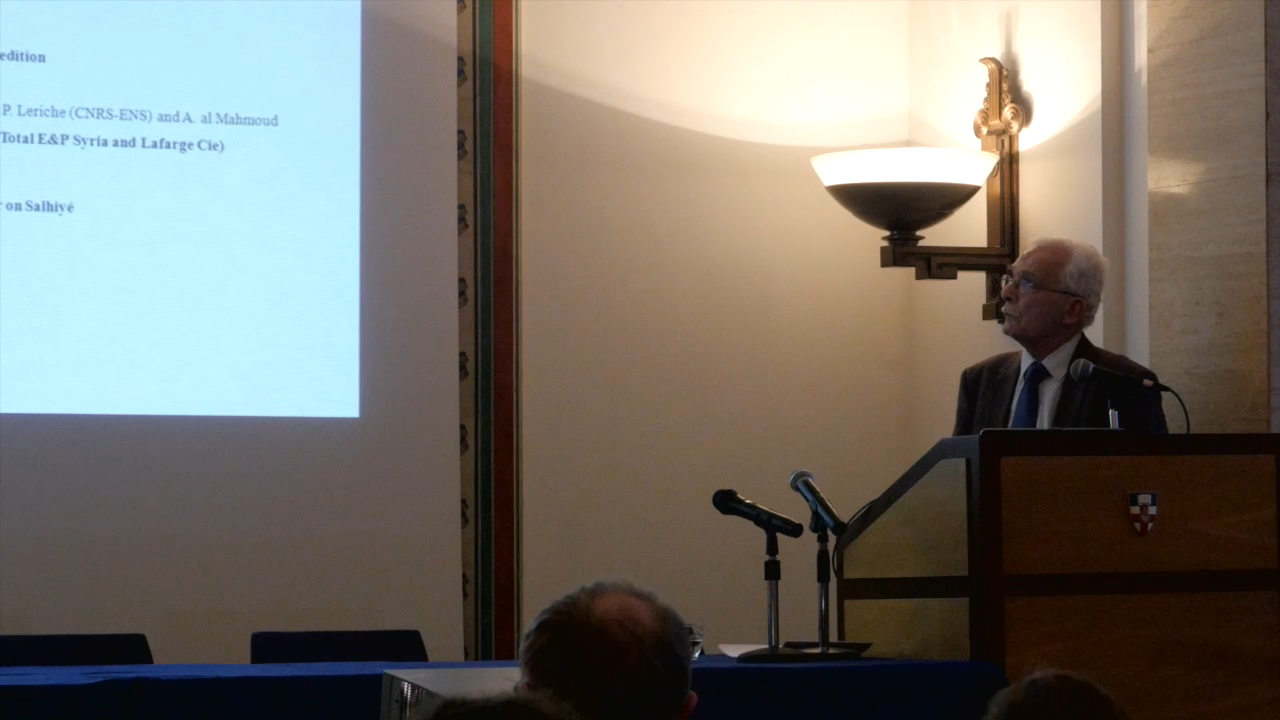 edition
P. Leriche (CNRS-ENS) and A. al Mahmoud
Total E&P Syria and Lafarge Cie)
on Salhiyé